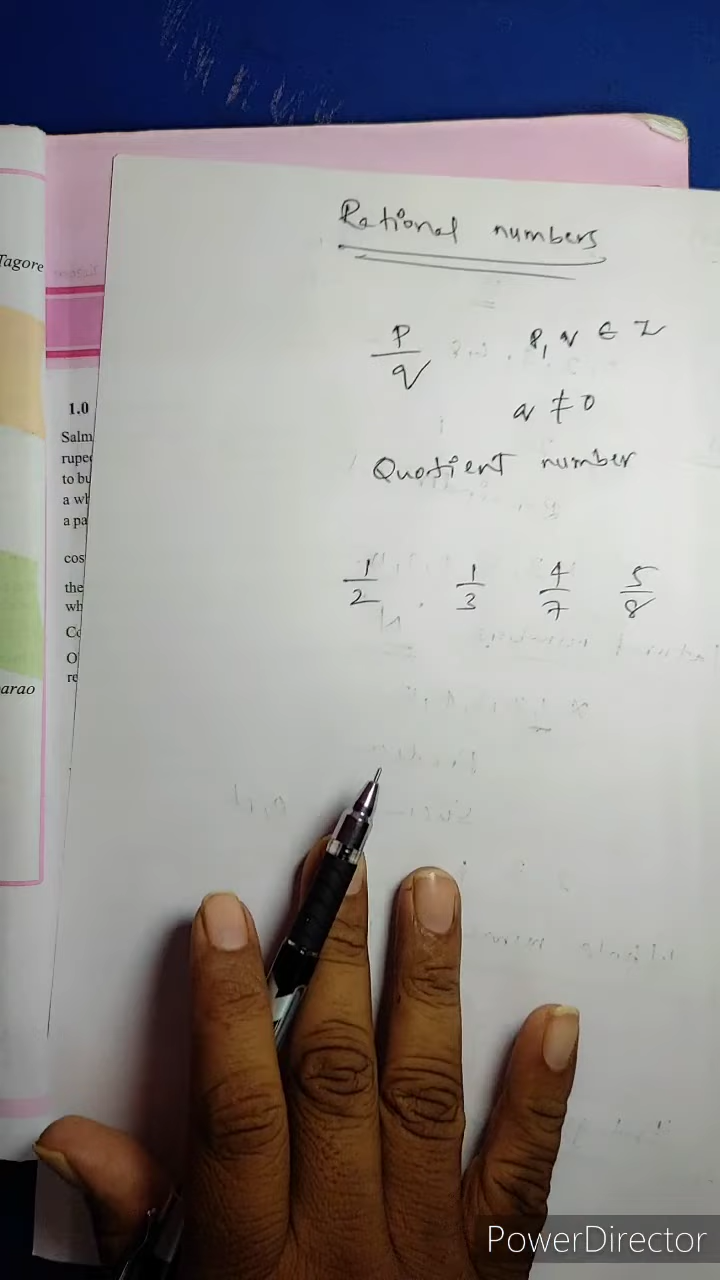 Rational numbers
p/q p, q ∈ Z
q ≠ 0
Quotient number
1/2 . 1/3 4/7 5/8
Tagore
1.0
Salm
rupe
to bu
a wh
a pa
cos
the
wh
Co
O
re
arao
PowerDirector